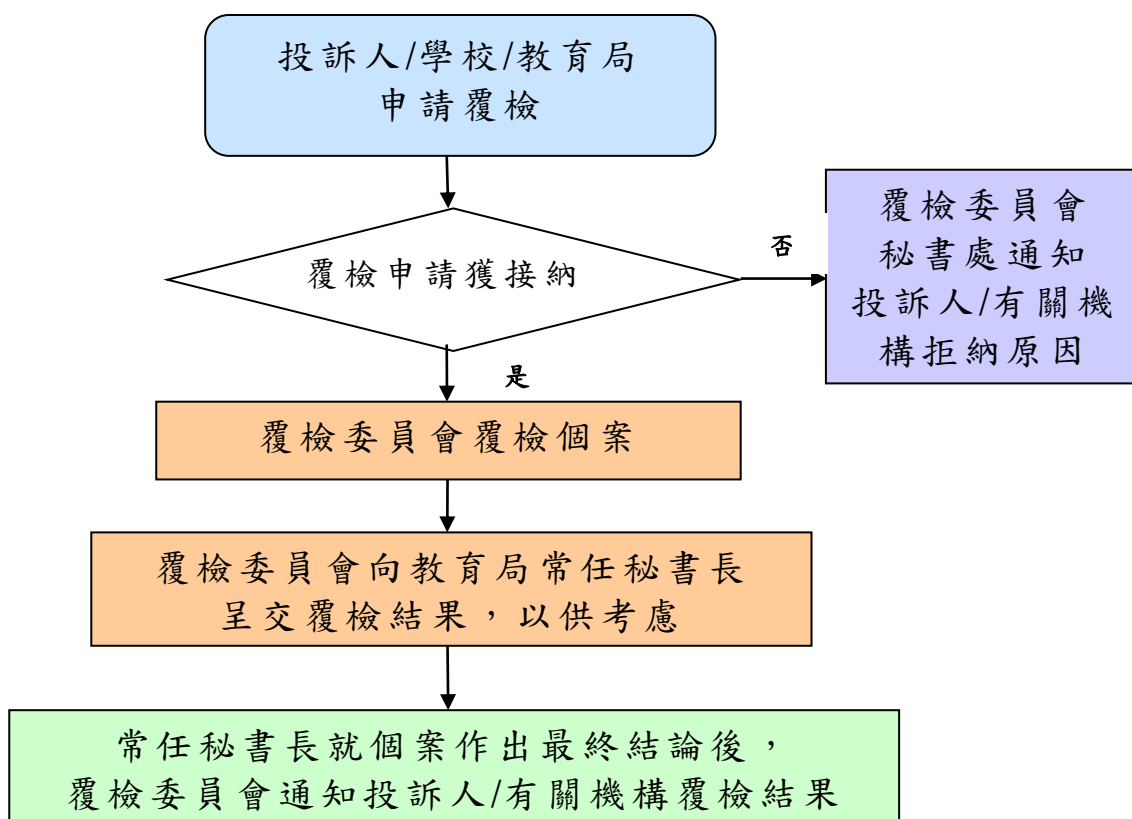 投訴人/學校/教育局
申請覆檢
覆檢申請獲接納
否
覆檢委員會
秘書處通知
投訴人/有關機
構拒納原因
是
覆檢委員會覆檢個案
覆檢委員會向教育局常任秘書長
呈交覆檢結果，以供考慮
常任秘書長就個案作出最終結論後，
覆檢委員會通知投訴人/有關機構覆檢結果